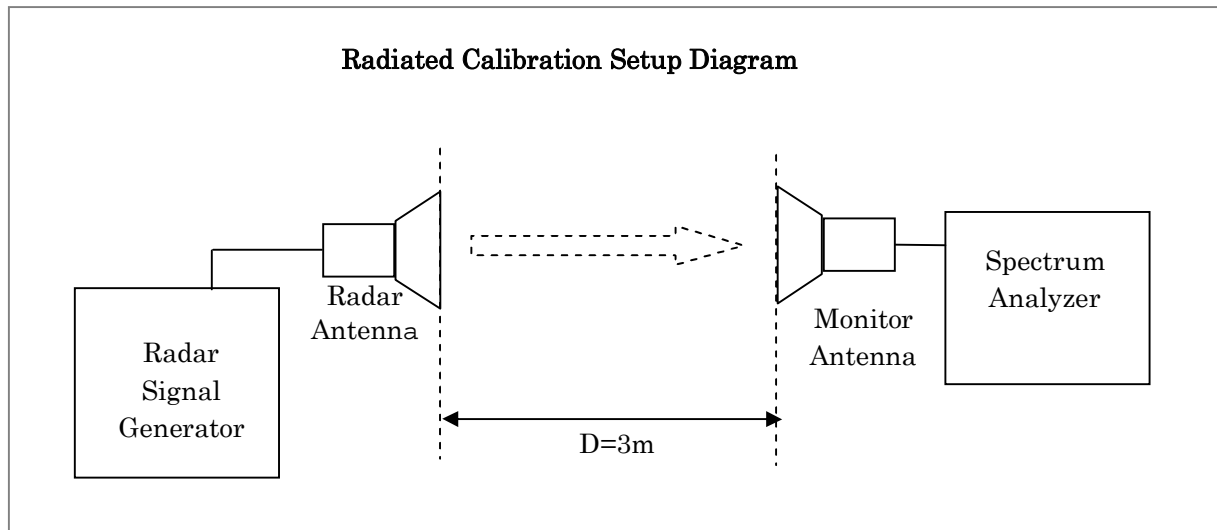 Radiated Calibration Setup Diagram
Radar
Antenna
Radar
Signal
Generator
D=3m
Monitor
Antenna
Spectrum
Analyzer